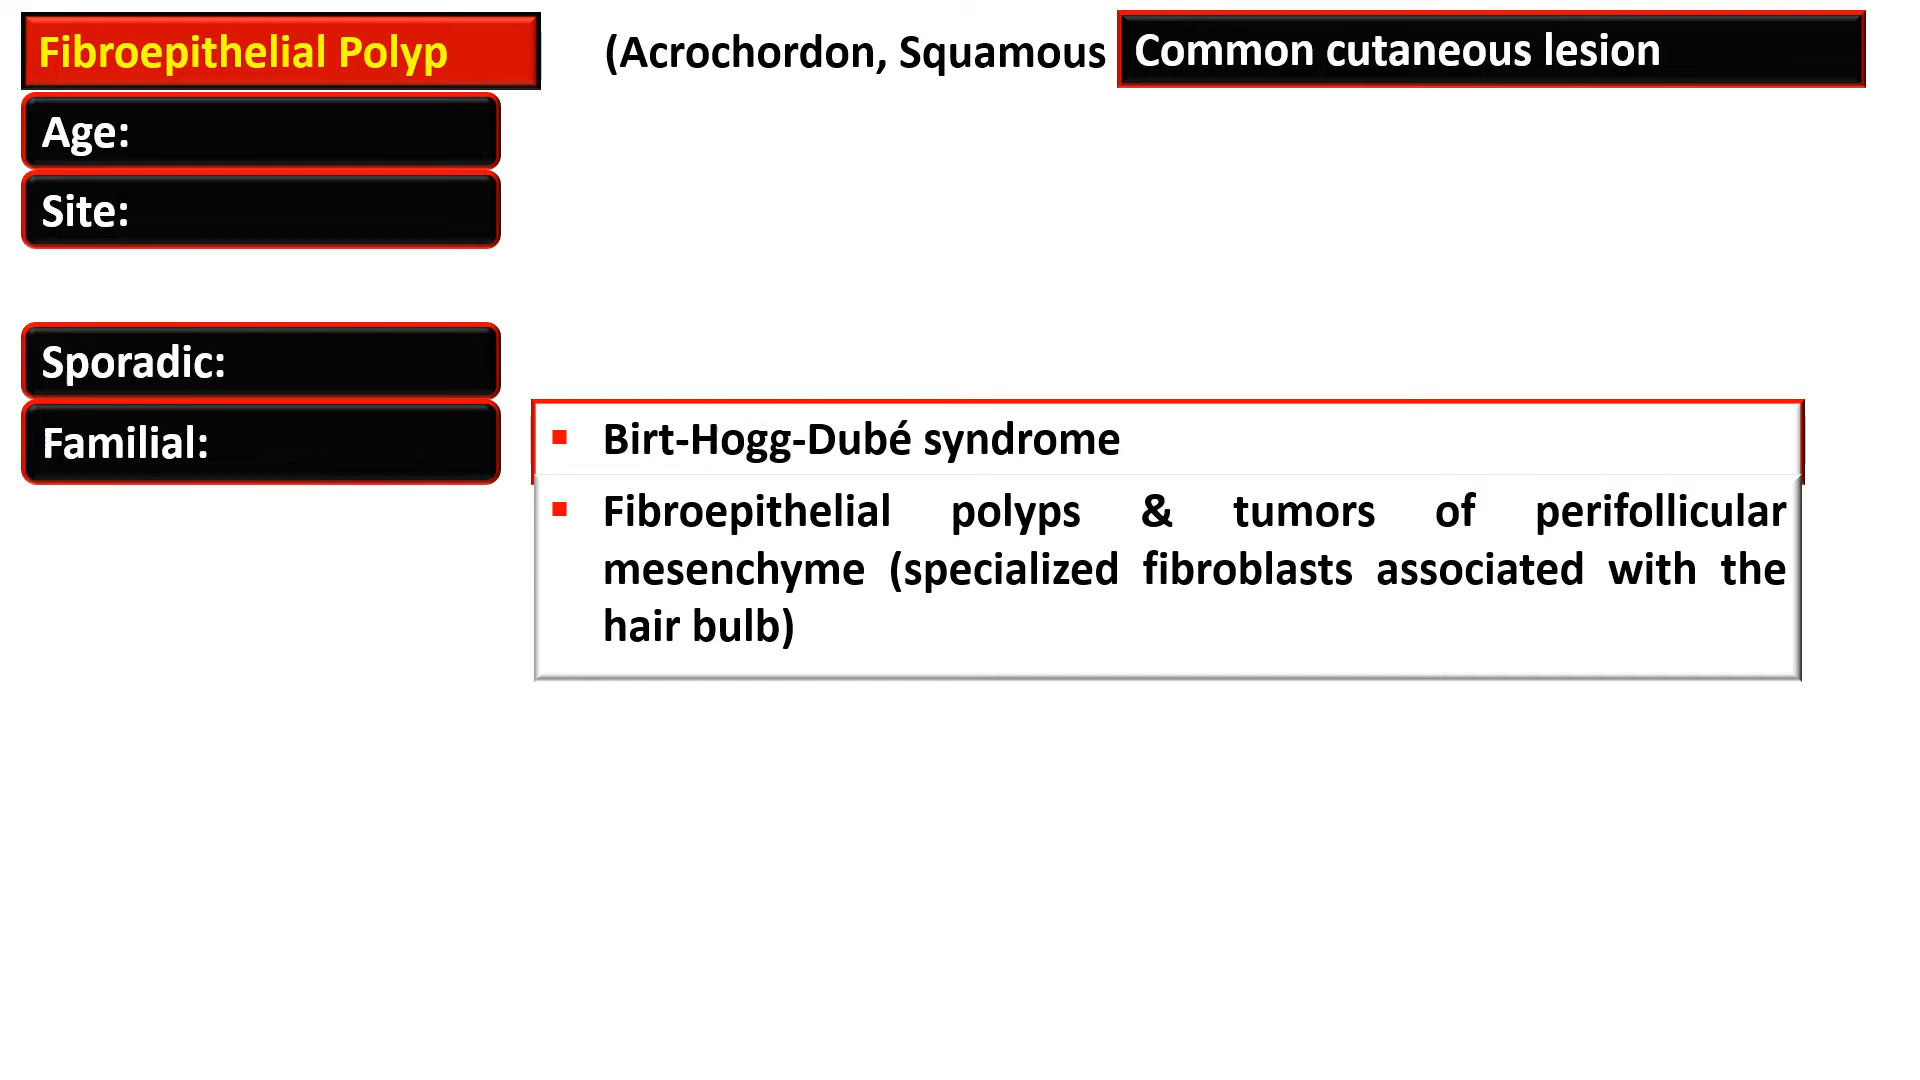 Fibroepithelial Polyp (Acrochordon, Squamous Common cutaneous lesion
Age:
Site:
Sporadic:
Familial:
▪ Birt-Hogg-Dubé syndrome
▪ Fibroepithelial polyps & tumors of perifollicular
mesenchyme (specialized fibroblasts associated with the
hair bulb)